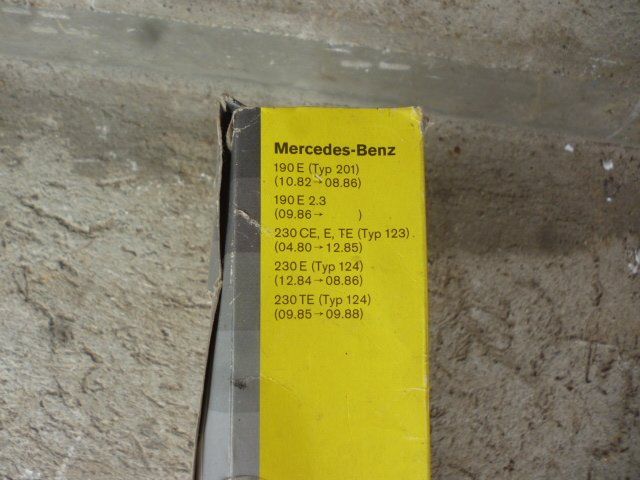 Mercedes-Benz
190 E (Typ 201)
(10.82→08.86)
190 E 2.3
(09.86→ )
230 CE, E, TE (Typ 123)
(04.80→12.85)
230 E (Typ 124)
(12.84→08.86)
230 TE (Typ 124)
(09.85→09.88)